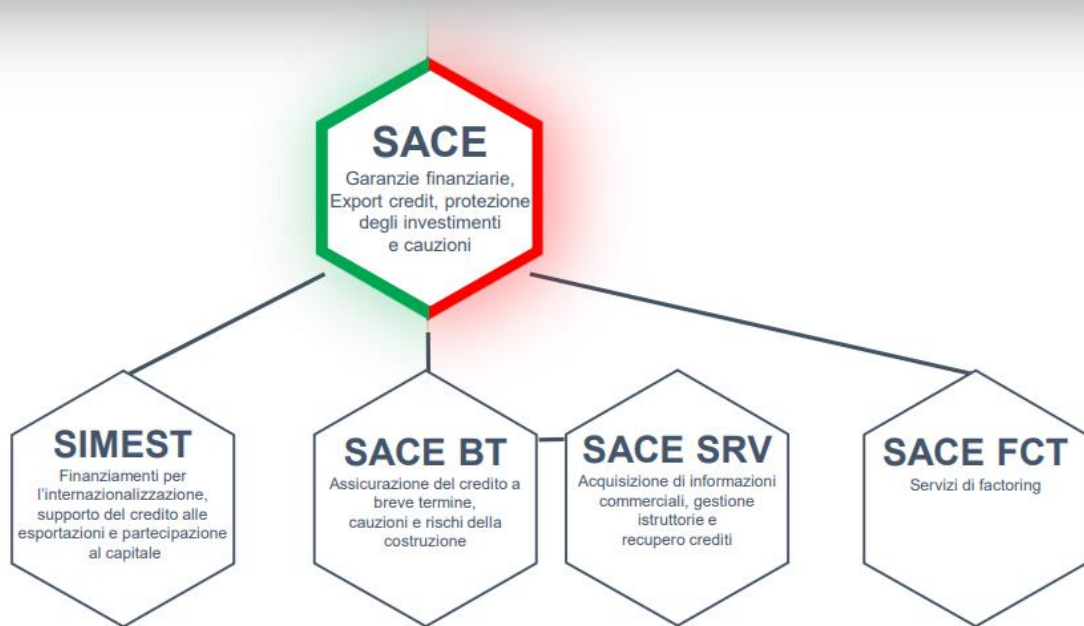 SACE
Garanzie finanziarie,
Export credit, protezione
degli investimenti
e cauzioni
SIMEST
Finanziamenti per
l'internazionalizzazione,
supporto del credito alle
esportazioni e partecipazione
al capitale
SACE BT
Assicurazione del credito a
breve termine,
cauzioni e rischi della
costruzione
SACE SRV
Acquisizione di informazioni
commerciali, gestione
istruttorie e
recupero crediti
SACE FCT
Servizi di factoring